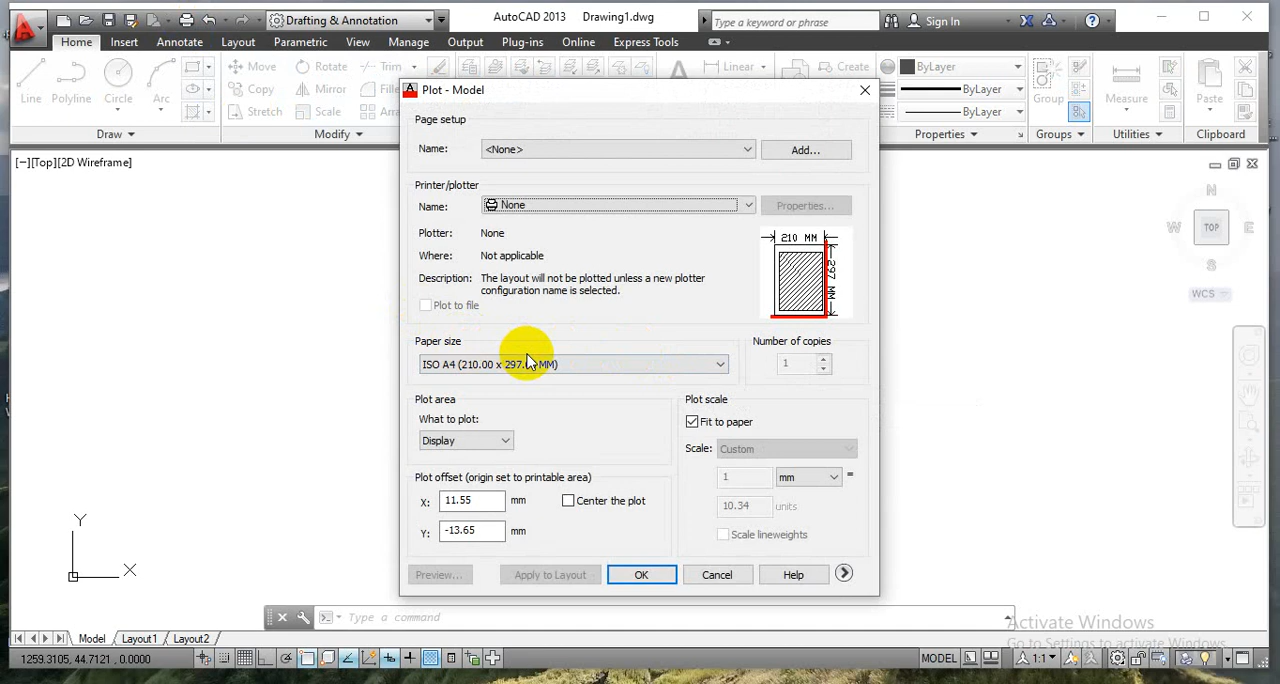 Drafting & Annotation
AutoCAD 2013 Drawing1.dwg
Type a keyword or phrase
Sign In
Home Insert Annotate Layout Parametric View Manage Output Plug-ins Online Express Tools
Line Polyline Circle Arc
Move Rotate Trim
Copy Mirror
Stretch Scale
Linear
Create
ByLayer
ByLayer
ByLayer
Group Measure Paste
Draw Modify Properties Groups Utilities Clipboard
[−][Top][2D Wireframe]
Plot - Model
Page setup
Name: <None> Add...
Printer/plotter
Name: None Properties...
Plotter: None
Where: Not applicable
Description: The layout will not be plotted unless a new plotter
configuration name is selected.
Plot to file
210 MM
297 MM
Paper size
ISO A4 (210.00 x 297. MM)
Number of copies
1
Plot area
What to plot:
Display
Plot scale
Fit to paper
Scale: Custom
1 mm =
10.34 units
Scale lineweights
Plot offset (origin set to printable area)
X: 11.55 mm Center the plot
Y: -13.65 mm
Preview... Apply to Layout OK Cancel Help
N
W TOP E
S
WCS
Y
X
Type a command
Activate Windows
Go to Settings to activate Windows.
Model Layout1 Layout2
1259.3105, 44.7121, 0.0000
MODEL
1:1